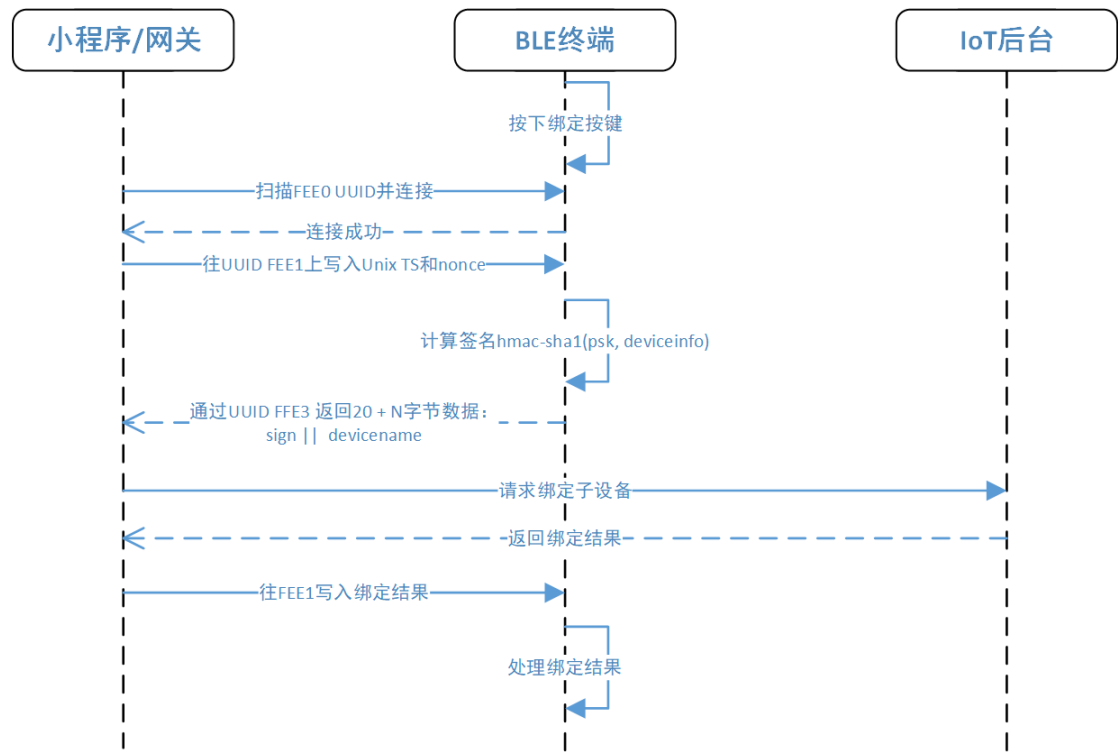 小程序/网关
BLE终端
IoT后台
按下绑定按键
扫描FEE0 UUID并连接
连接成功
往UUID FEE1上写入Unix TS和nonce
计算签名hmac-sha1(psk, deviceinfo)
通过UUID FFE3 返回20 + N字节数据：
sign || devicename
请求绑定子设备
返回绑定结果
往FEE1写入绑定结果
处理绑定结果